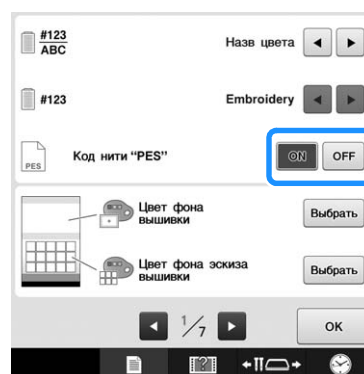 #123
ABC
Назв цвета
#123
Embroidery
PES
Код нити “PES”
ON OFF
Цвет фона
вышивки
Выбрать
Цвет фона эскиза
вышивки
Выбрать
1/7
OK